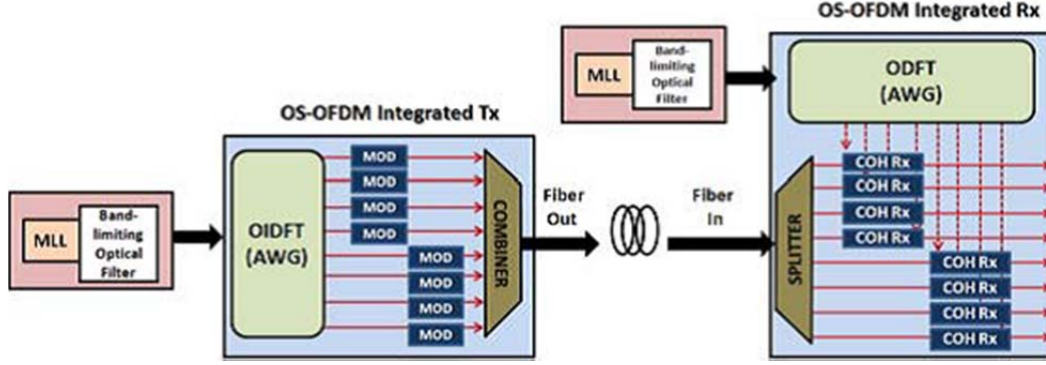 OS-OFDM Integrated Tx
MLL
Band-
limiting
Optical
Filter
OIDFT
(AWG)
MOD
MOD
MOD
MOD
MOD
MOD
MOD
MOD
COMBINER
Fiber
Out
Fiber
In
MLL
Band-
limiting
Optical
Filter
OS-OFDM Integrated Rx
ODFT
(AWG)
SPLITTER
COH Rx
COH Rx
COH Rx
COH Rx
COH Rx
COH Rx
COH Rx
COH Rx